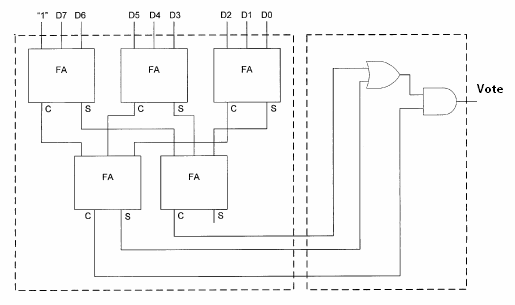 "1" D7 D6 D5 D4 D3 D2 D1 D0
FA FA FA
Vote
C S C S C S
FA FA
C S C S